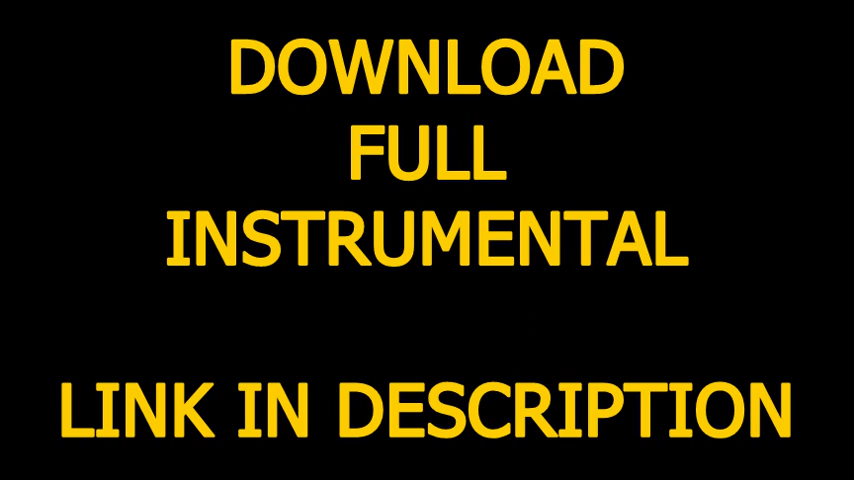 DOWNLOAD
FULL
INSTRUMENTAL
LINK IN DESCRIPTION